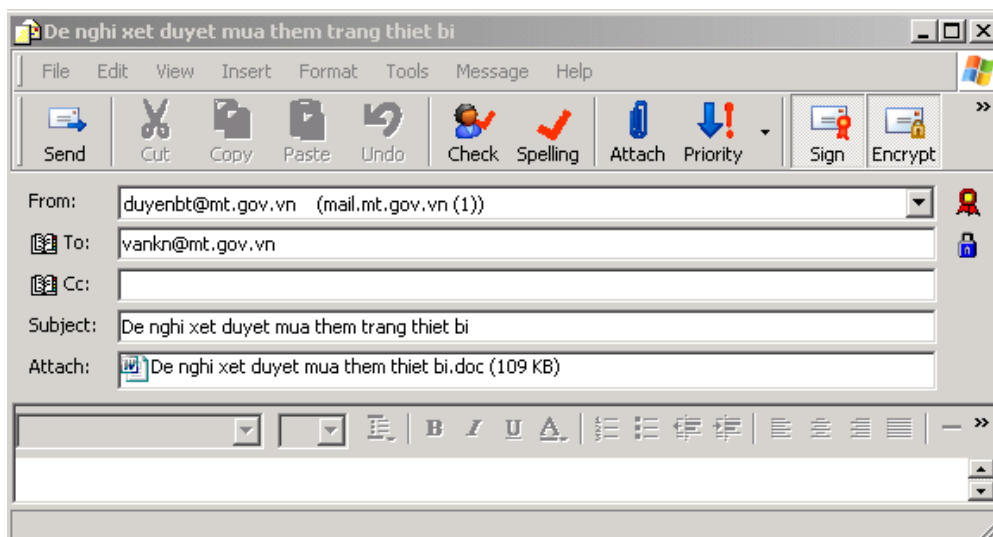 De nghi xet duyet mua them trang thiet bi
File Edit View Insert Format Tools Message Help
Send Cut Copy Paste Undo Check Spelling Attach Priority Sign Encrypt
From: duyenbt@mt.gov.vn (mail.mt.gov.vn (1))
To: vankn@mt.gov.vn
Cc:
Subject: De nghi xet duyet mua them trang thiet bi
Attach: De nghi xet duyet mua them thiet bi.doc (109 KB)
B I U A